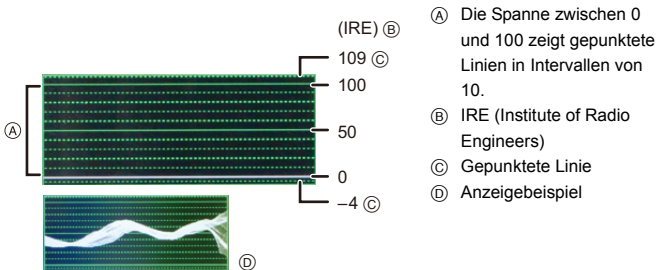 (IRE) Ⓑ
109 Ⓒ
100
Ⓐ
50
0
−4 Ⓒ
Ⓓ
Ⓐ Die Spanne zwischen 0
und 100 zeigt gepunktete
Linien in Intervallen von
10.
Ⓑ IRE (Institute of Radio
Engineers)
Ⓒ Gepunktete Linie
Ⓓ Anzeigebeispiel